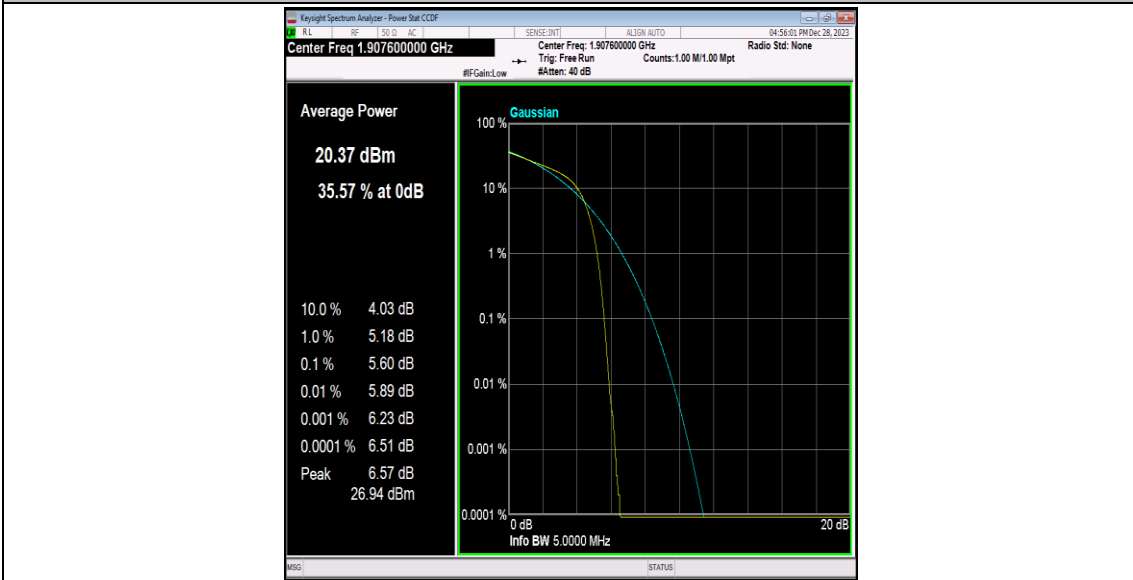 Keysight Spectrum Analyzer - Power Stat CCDF
RL RF 50 Ω AC SENSE:INT ALIGN AUTO 04:56:01 PM Dec 28, 2023
Center Freq 1.907600000 GHz Center Freq: 1.907600000 GHz Radio Std: None
Trig: Free Run Counts:1.00 M/1.00 Mpt
#IFGain:Low #Atten: 40 dB
Average Power
20.37 dBm
35.57 % at 0dB
10.0 % 4.03 dB
1.0 % 5.18 dB
0.1 % 5.60 dB
0.01 % 5.89 dB
0.001 % 6.23 dB
0.0001 % 6.51 dB
Peak 6.57 dB
26.94 dBm
Gaussian
100 %
10 %
1 %
0.1 %
0.01 %
0.001 %
0.0001 %
0 dB 20 dB
Info BW 5.0000 MHz
MSG STATUS